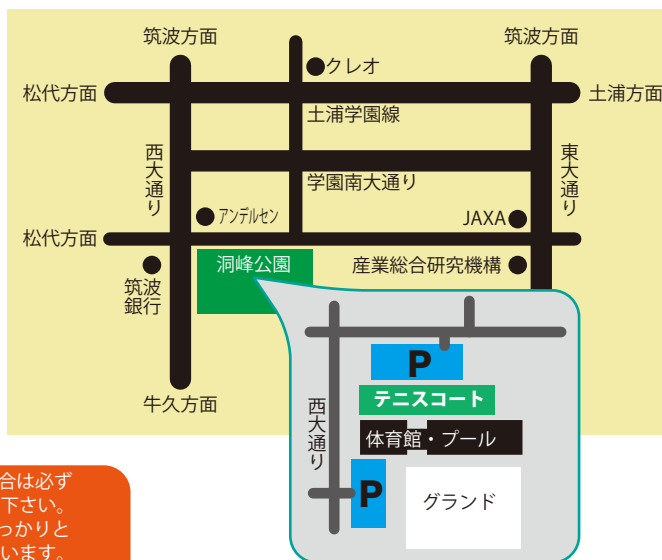 筑波方面
筑波方面
クレオ
松代方面
土浦方面
土浦学園線
西大通り
東大通り
学園南大通り
アンデルセン
JAXA
松代方面
洞峰公園
産業総合研究機構
筑波
銀行
P
テニスコート
牛久方面
西大通り
体育館・プール
P
グランド
合は必ず
下さい。
っかりと
います。